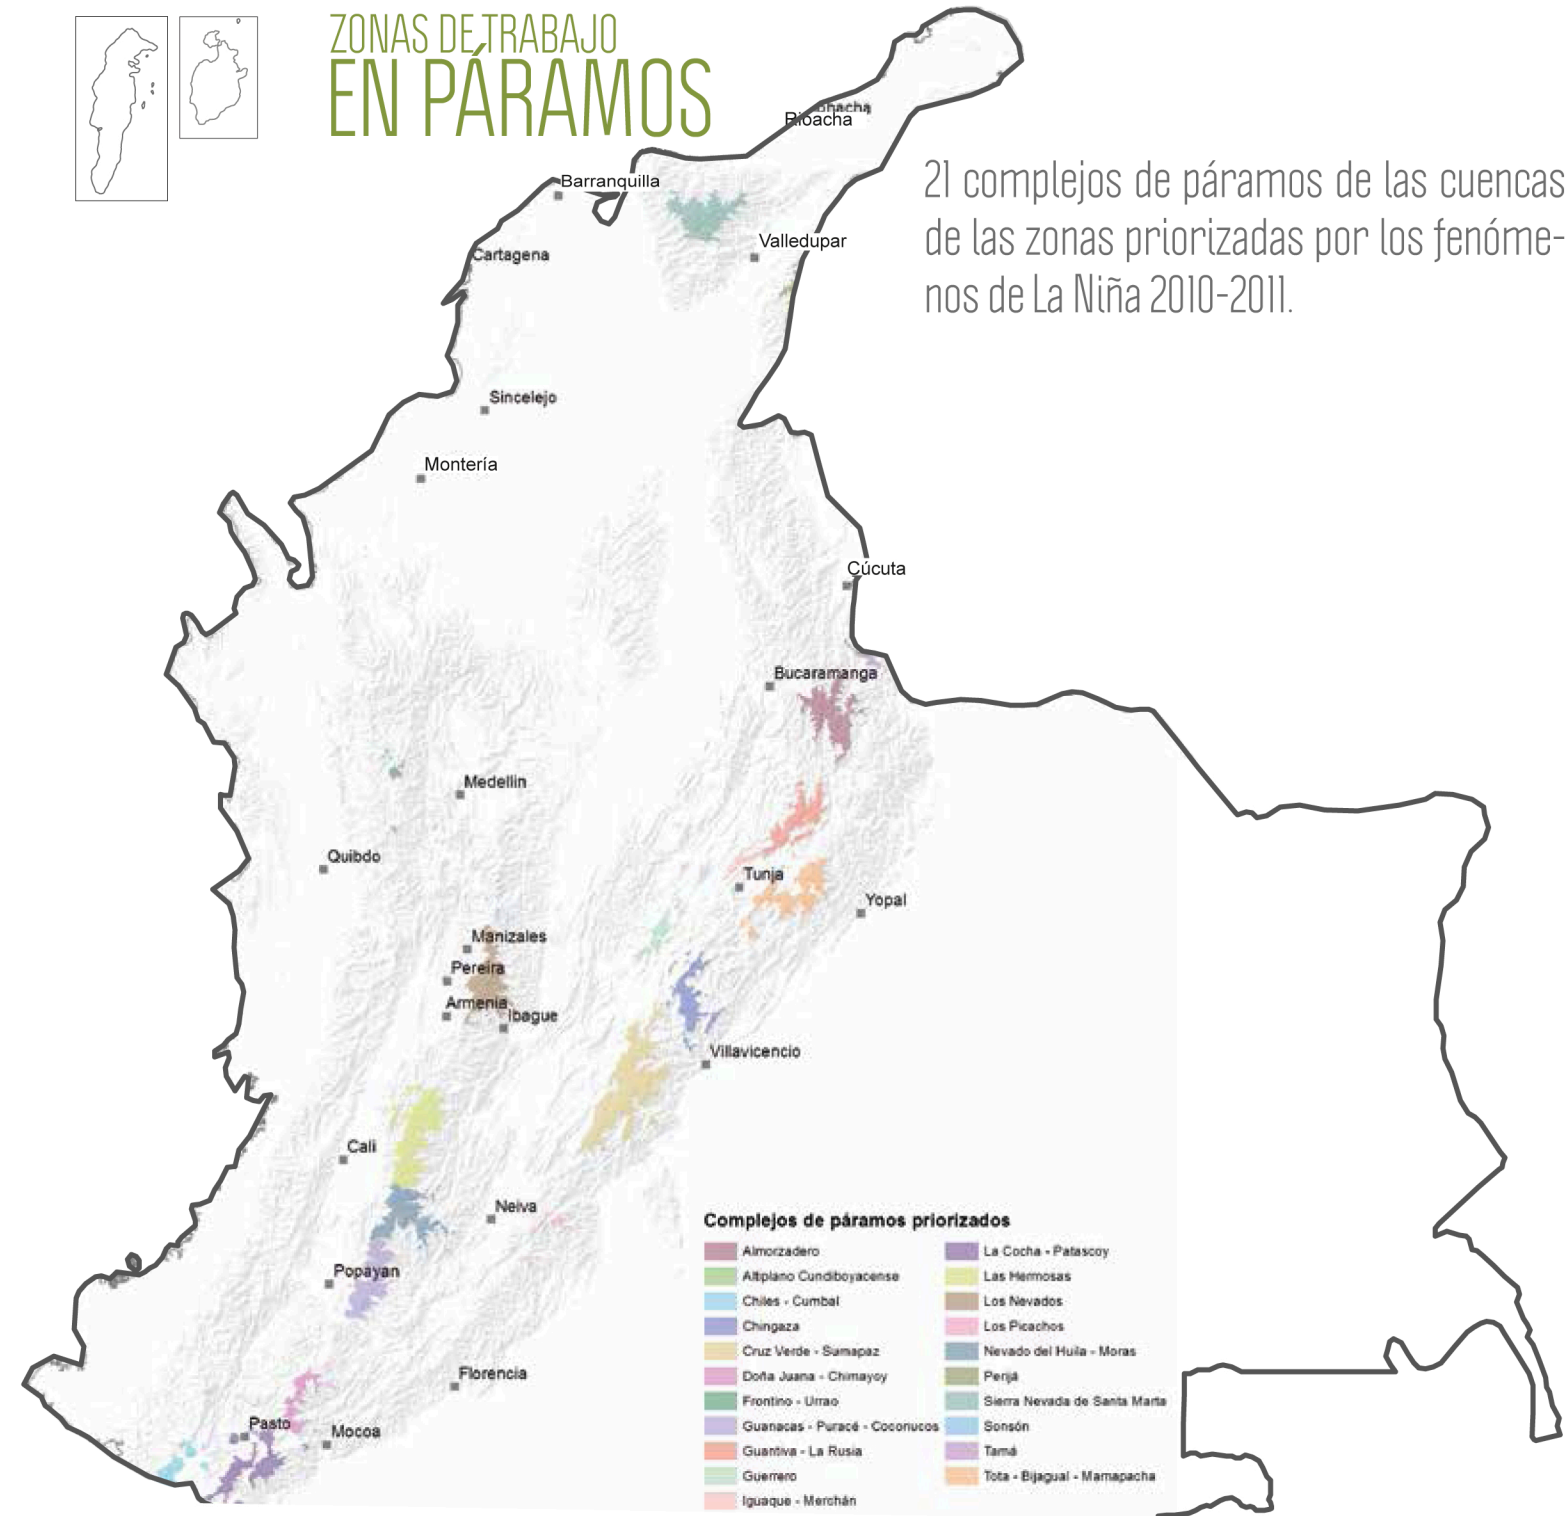 ZONAS DE TRABAJO
EN PÁRAMOS
21 complejos de páramos de las cuencas
de las zonas priorizadas por los fenóme-
nos de La Niña 2010-2011.
Rioacha
Barranquilla
Valledupar
Cartagena
Sincelejo
Montería
Cúcuta
Bucaramanga
Medellin
Quibdo
Tunja
Yopal
Manizales
Pereira
Armenia
Ibague
Villavicencio
Cali
Neiva
Popayan
Florencia
Pasto
Mocoa
Complejos de páramos priorizados
Almorzadero
Altiplano Cundiboyacense
Chiles - Cumbal
Chingaza
Cruz Verde - Sumapaz
Doña Juana - Chimayoy
Frontino - Urrao
Guanacas - Puracé - Coconucos
Guantiva - La Rusia
Guerrero
Iguaque - Merchán
La Cocha - Patascoy
Las Hermosas
Los Nevados
Los Picachos
Nevado del Huila - Moras
Perijá
Sierra Nevada de Santa Marta
Sonsón
Tamá
Tota - Bijagual - Mamapacha